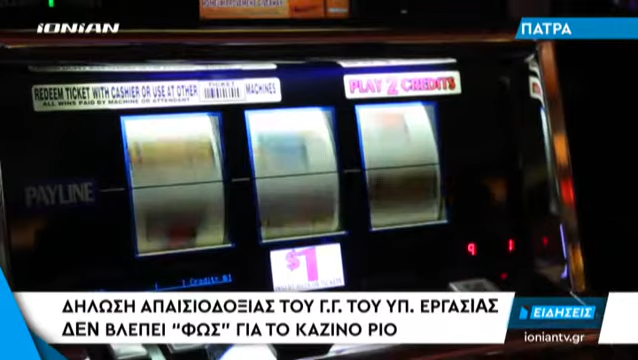 IONIAN
ΠΑΤΡΑ
REDEEM TICKET WITH CASHIER OR USE AT OTHER TICKET MACHINES
ALL WINS PAID BY MACHINE OR ATTENDANT
PLAY 2 CREDITS
PAYLINE
$1
ΔΗΛΩΣΗ ΑΠΑΙΣΙΟΔΟΞΙΑΣ ΤΟΥ Γ.Γ. ΤΟΥ ΥΠ. ΕΡΓΑΣΙΑΣ
ΔΕΝ ΒΛΕΠΕΙ “ΦΩΣ” ΓΙΑ ΤΟ ΚΑΖΙΝΟ ΡΙΟ
ΕΙΔΗΣΕΙΣ
ioniantv.gr